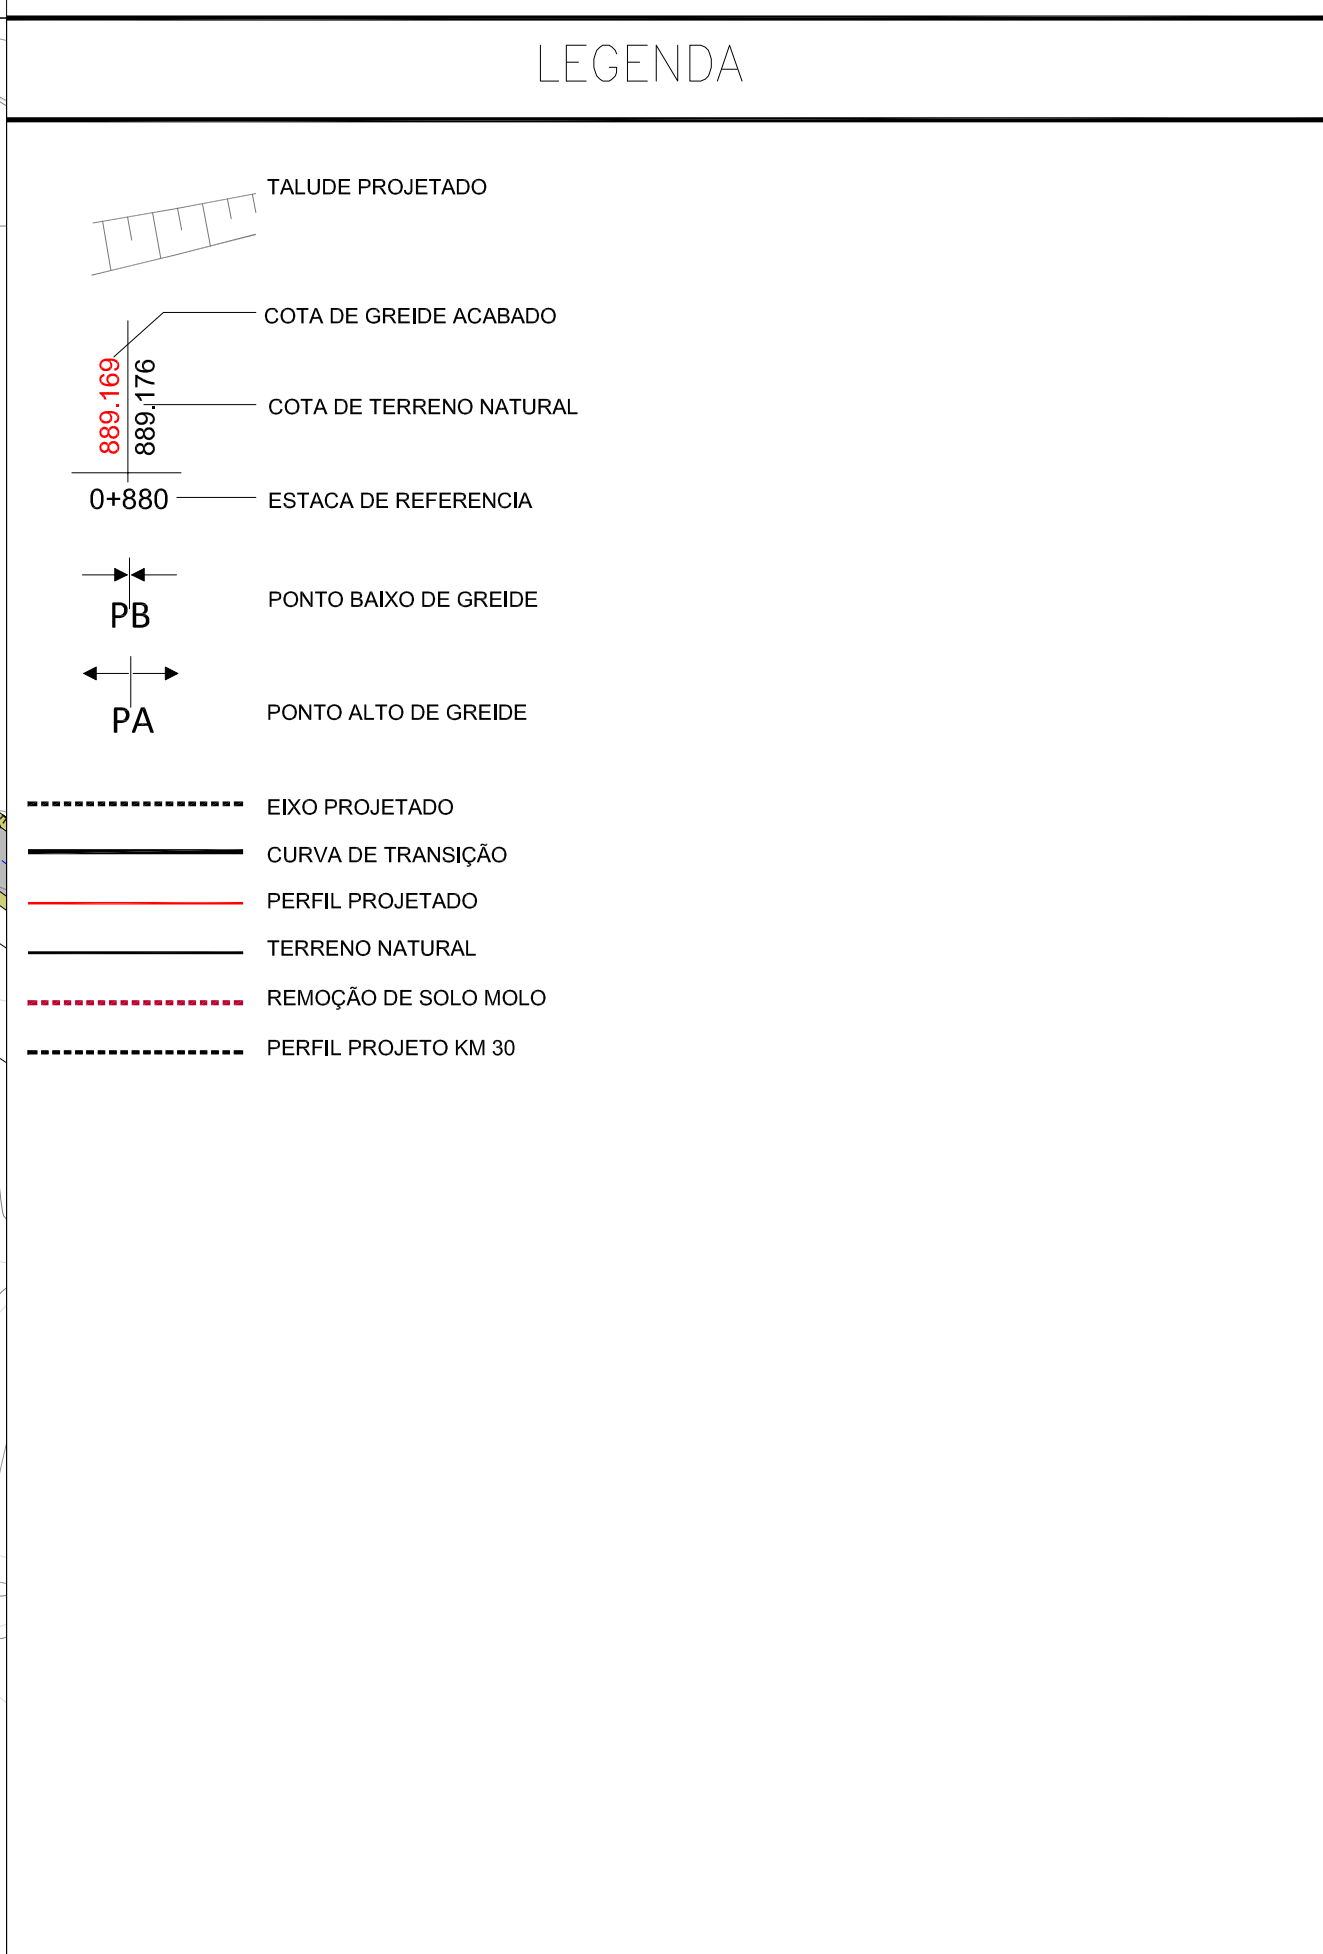 LEGENDA
TALUDE PROJETADO
COTA DE GREIDE ACABADO
889.169
889.176
COTA DE TERRENO NATURAL
0+880
ESTACA DE REFERENCIA
PB
PONTO BAIXO DE GREIDE
PA
PONTO ALTO DE GREIDE
EIXO PROJETADO
CURVA DE TRANSIÇÃO
PERFIL PROJETADO
TERRENO NATURAL
REMOÇÃO DE SOLO MOLO
PERFIL PROJETO KM 30